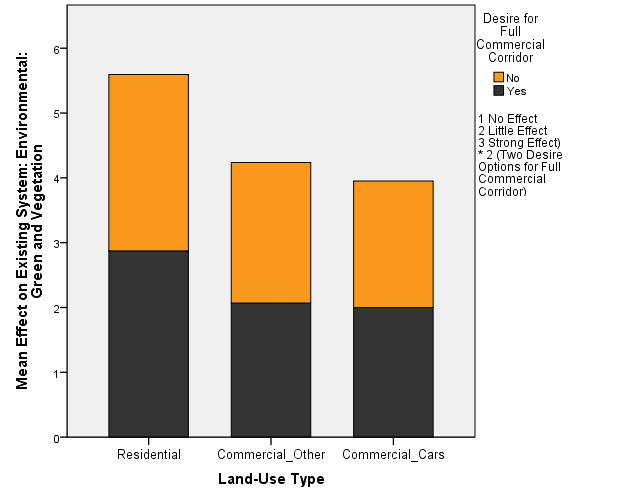 Mean Effect on Existing System: Environmental:
Green and Vegetation
6
5
4
3
2
1
0
Residential
Commercial_Other
Commercial_Cars
Land-Use Type
Desire for
Full
Commercial
Corridor
No
Yes
1 No Effect
2 Little Effect
3 Strong Effect)
* 2 (Two Desire
Options for Full
Commercial
Corridor)